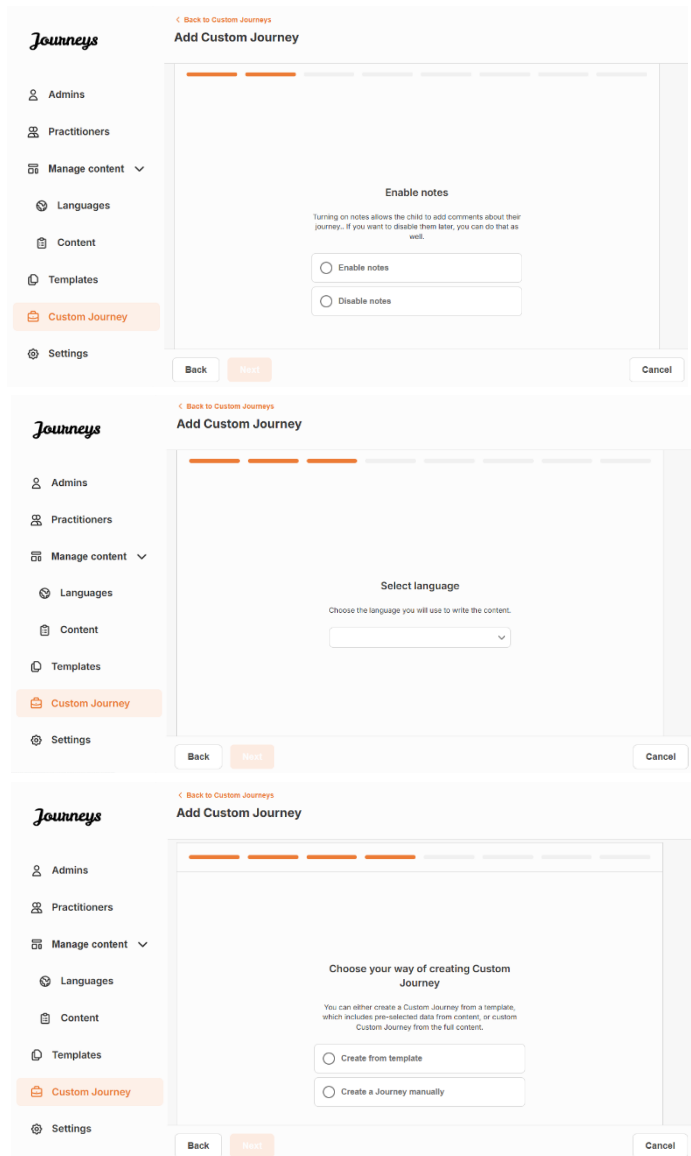 Journeys
< Back to Custom Journeys
Add Custom Journey
Admins
Practitioners
Manage content
Languages
Content
Templates
Custom Journey
Settings
Enable notes
Turning on notes allows the child to add comments about their
journey.. If you want to disable them later, you can do that as
well.
Enable notes
Disable notes
Back
Next
Cancel
Journeys
< Back to Custom Journeys
Add Custom Journey
Admins
Practitioners
Manage content
Languages
Content
Templates
Custom Journey
Settings
Select language
Choose the language you will use to write the content.
Back
Next
Cancel
Journeys
< Back to Custom Journeys
Add Custom Journey
Admins
Practitioners
Manage content
Languages
Content
Templates
Custom Journey
Settings
Choose your way of creating Custom
Journey
You can either create a Custom Journey from a template,
which includes pre-selected data from content, or custom
Custom Journey from the full content.
Create from template
Create a Journey manually
Back
Next
Cancel